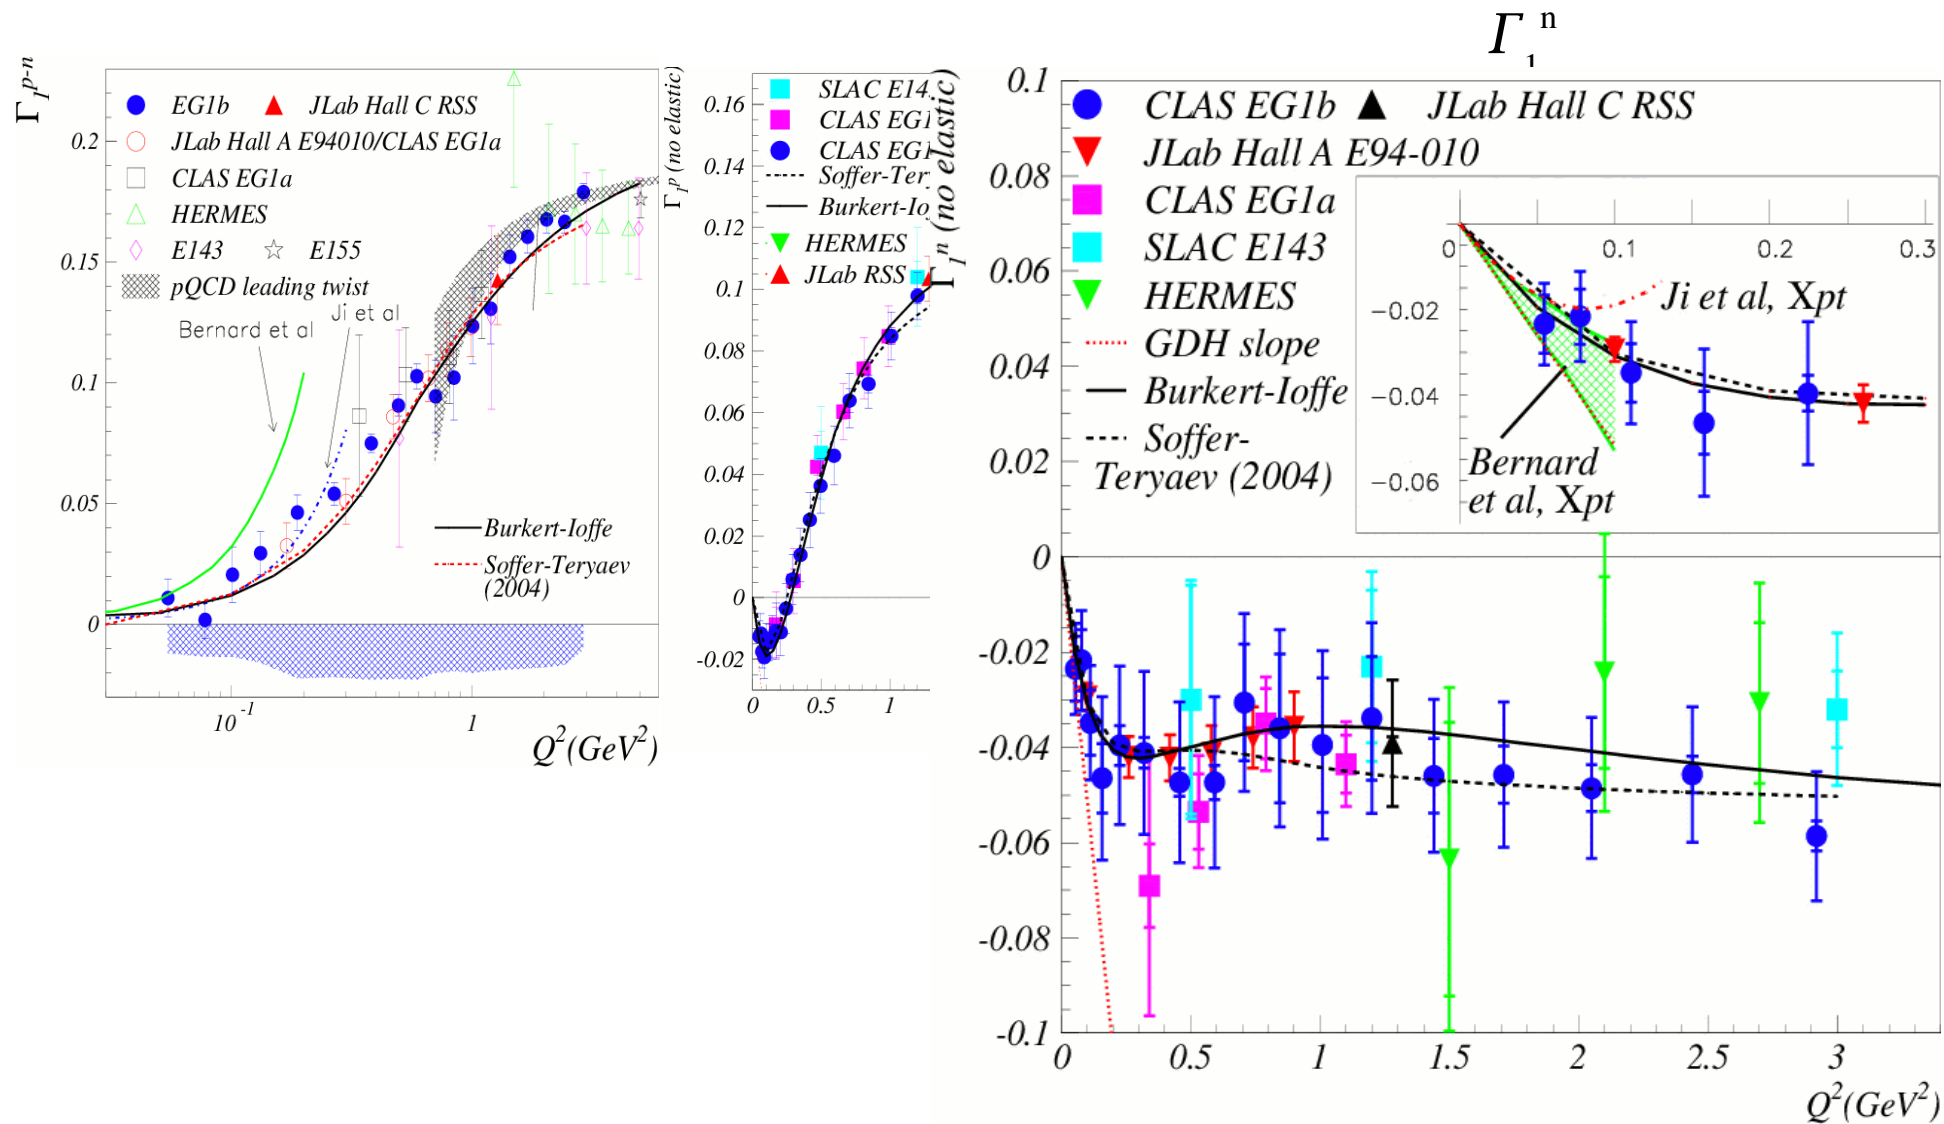 Γ₁ⁿ
Γ₁ᵖ⁻ⁿ
EG1b
JLab Hall C RSS
JLab Hall A E94010/CLAS EG1a
CLAS EG1a
HERMES
E143
E155
pQCD leading twist
Bernard et al
Ji et al
Burkert-Ioffe
Soffer-Teryaev
(2004)
0.2
0.15
0.1
0.05
0
10⁻¹
1
Q²(GeV²)
Γ₁ᵖ (no elastic)
SLAC E14
CLAS EG1
CLAS EG1
Soffer-Ter
Burkert-Io
HERMES
JLab RSS
0.16
0.14
0.12
0.1
0.08
0.06
0.04
0.02
0
-0.02
0
0.5
1
Γ₁ⁿ (no elastic)
CLAS EG1b
JLab Hall C RSS
JLab Hall A E94-010
CLAS EG1a
SLAC E143
HERMES
GDH slope
Burkert-Ioffe
Soffer-
Teryaev (2004)
0
0.1
0.2
0.3
−0.02
−0.04
−0.06
Ji et al, Xpt
Bernard
et al, Xpt
0.1
0.08
0.06
0.04
0.02
0
-0.02
-0.04
-0.06
-0.08
-0.1
0
0.5
1
1.5
2
2.5
3
Q²(GeV²)